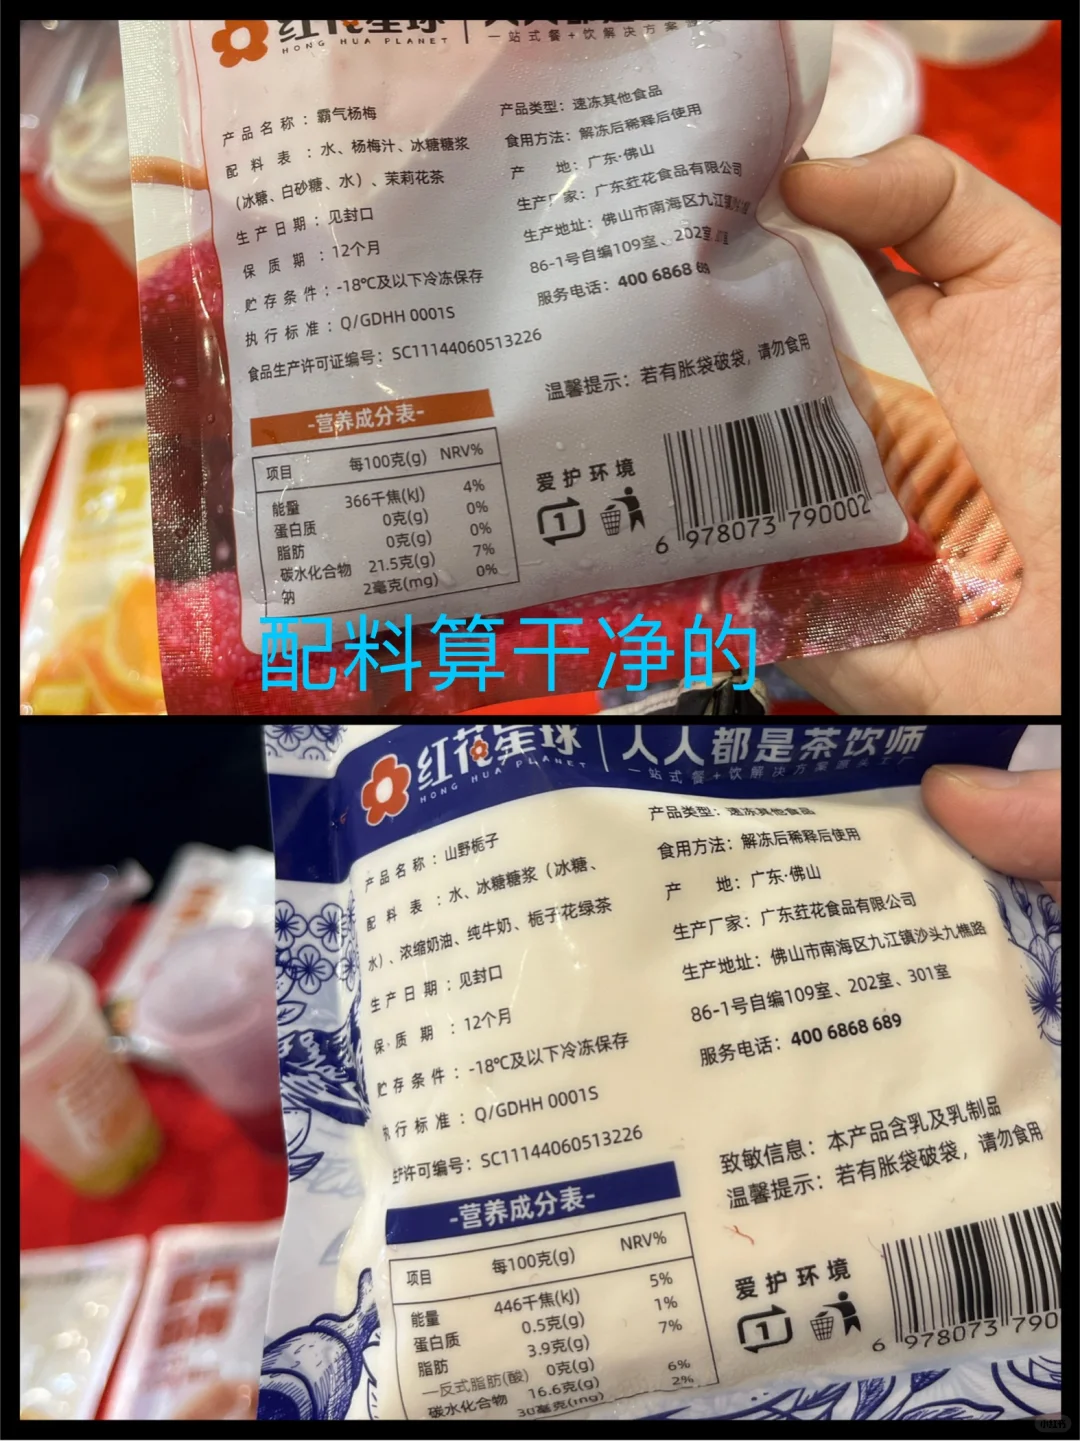 红花星球
HONG HUA PLANET
一站式餐+饮解决方案
产品名称：霸气杨梅
配料表：水、杨梅汁、冰糖糖浆
（冰糖、白砂糖、水）、茉莉花茶
生产日期：见封口
保质期：12个月
贮存条件：-18℃及以下冷冻保存
执行标准：Q/GDHH 0001S
食品生产许可证编号：SC11144060513226
产品类型：速冻其他食品
食用方法：解冻后稀释后使用
产地：广东·佛山
生产厂家：广东荭花食品有限公司
生产地址：佛山市南海区九江镇
86-1号自编109室、202室
服务电话：400 6868 68
温馨提示：若有胀袋破袋，请勿食用
-营养成分表-
项目 每100克(g) NRV%
能量 366千焦(kJ) 4%
蛋白质 0克(g) 0%
脂肪 0克(g) 0%
碳水化合物 21.5克(g) 7%
钠 2毫克(mg) 0%
爱护环境
1
6 978073 790002
配料算干净的
红花星球
HONG HUA PLANET
人人都是茶饮师
一站式餐+饮解决方案源头工厂
产品名称：山野栀子
配料表：水、冰糖糖浆（冰糖、
水）、浓缩奶油、纯牛奶、栀子花绿茶
生产日期：见封口
保质期：12个月
贮存条件：-18℃及以下冷冻保存
执行标准：Q/GDHH 0001S
许可编号：SC11144060513226
产品类型：速冻其他食品
食用方法：解冻后稀释后使用
产地：广东·佛山
生产厂家：广东荭花食品有限公司
生产地址：佛山市南海区九江镇沙头九樵路
86-1号自编109室、202室、301室
服务电话：400 6868 689
致敏信息：本产品含乳及乳制品
温馨提示：若有胀袋破袋，请勿食用
-营养成分表-
项目 每100克(g) NRV%
能量 446千焦(kJ) 5%
蛋白质 0.5克(g) 1%
脂肪 3.9克(g) 7%
—反式脂肪(酸) 0克(g)
碳水化合物 16.6克(g) 6%
30毫克(mg) 2%
爱护环境
1
6 978073 790
小红书